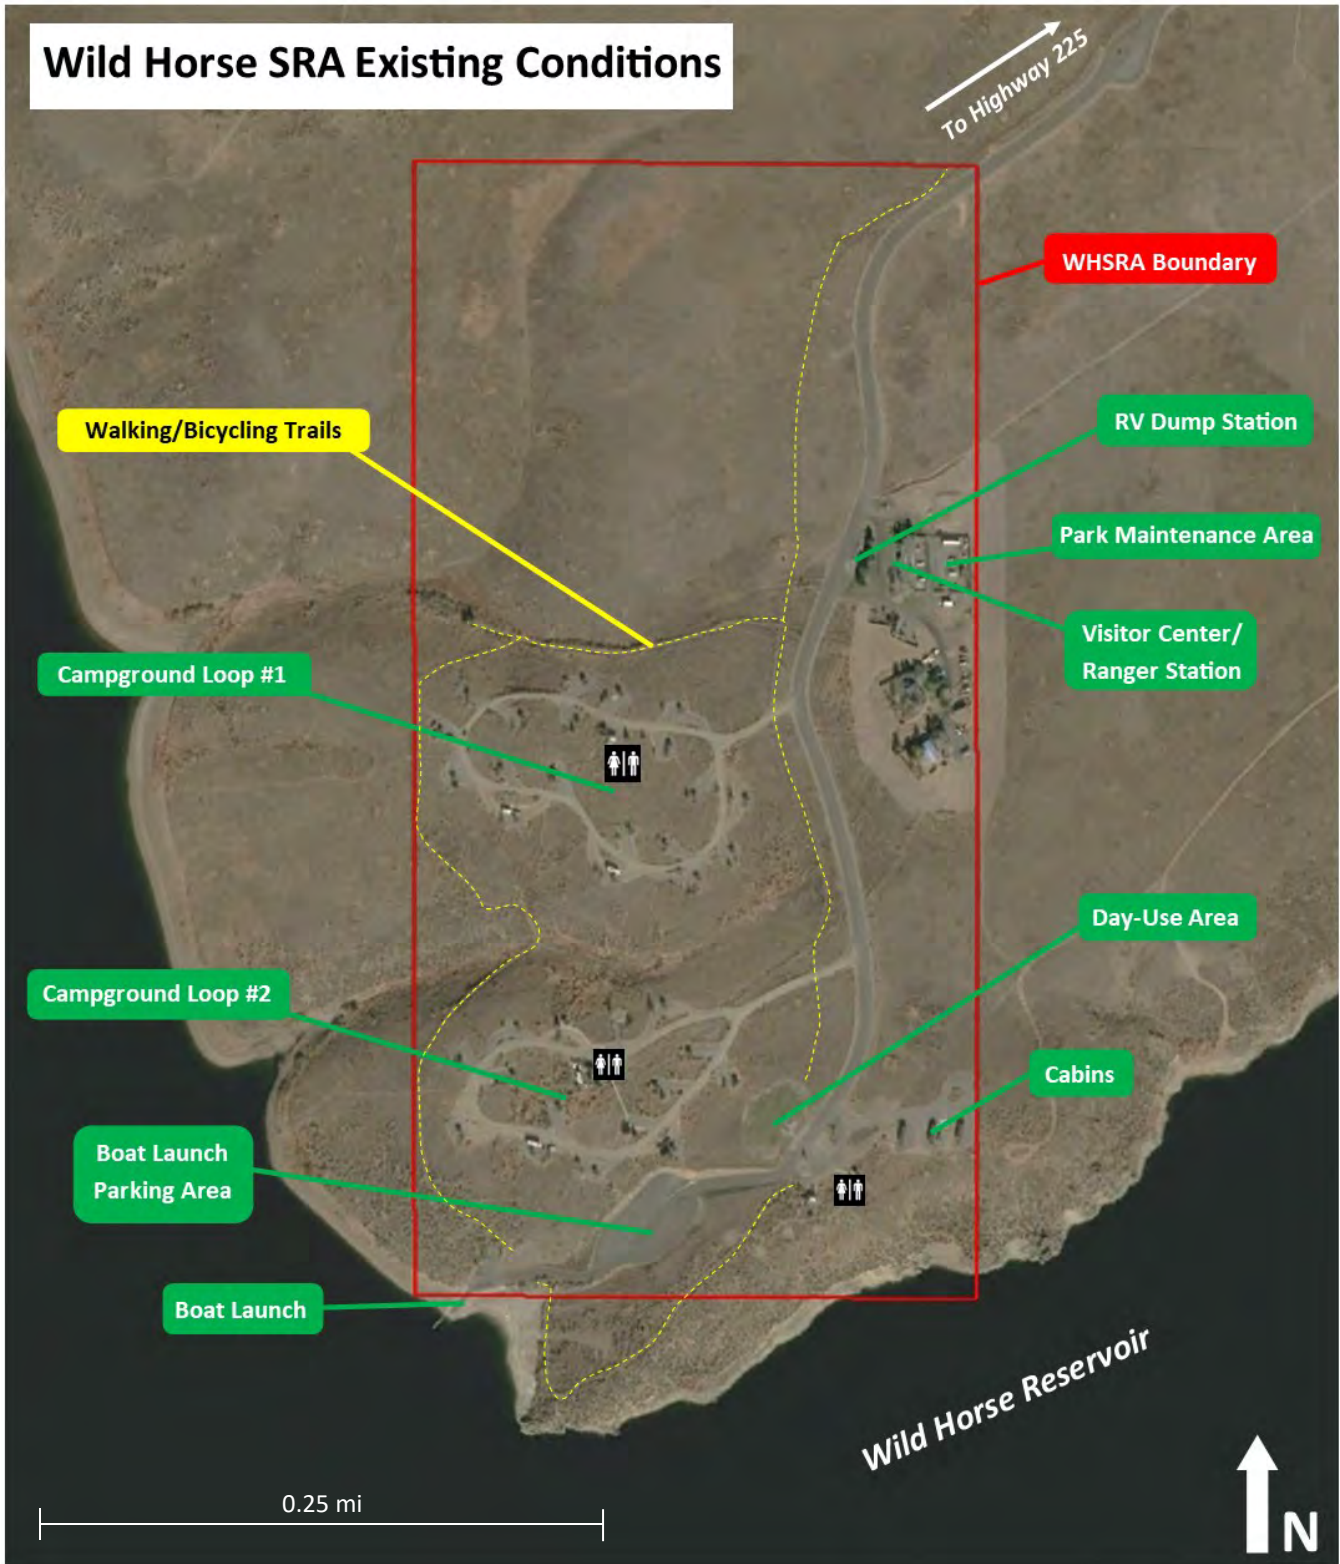 Wild Horse SRA Existing Conditions
To Highway 225
WHSRA Boundary
RV Dump Station
Walking/Bicycling Trails
Park Maintenance Area
Visitor Center/
Ranger Station
Campground Loop #1
Day-Use Area
Campground Loop #2
Cabins
Boat Launch
Parking Area
Boat Launch
Wild Horse Reservoir
0.25 mi
N